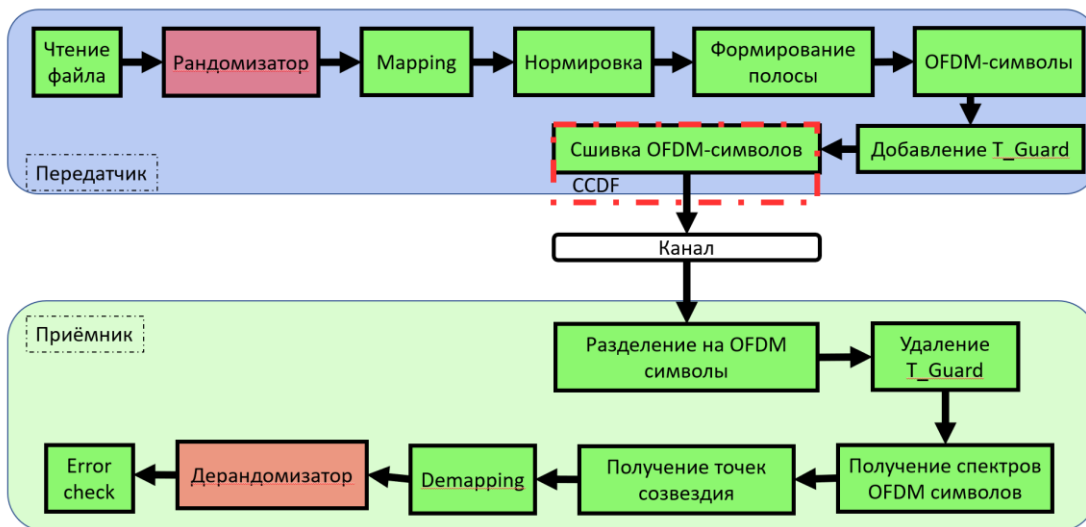 Чтение
файла
Рандомизатор
Mapping
Нормировка
Формирование
полосы
OFDM-символы
Сшивка OFDM-символов
Добавление T_Guard
Передатчик
CCDF
Канал
Приёмник
Разделение на OFDM
символы
Удаление
T_Guard
Error
check
Дерандомизатор
Demapping
Получение точек
созвездия
Получение спектров
OFDM символов